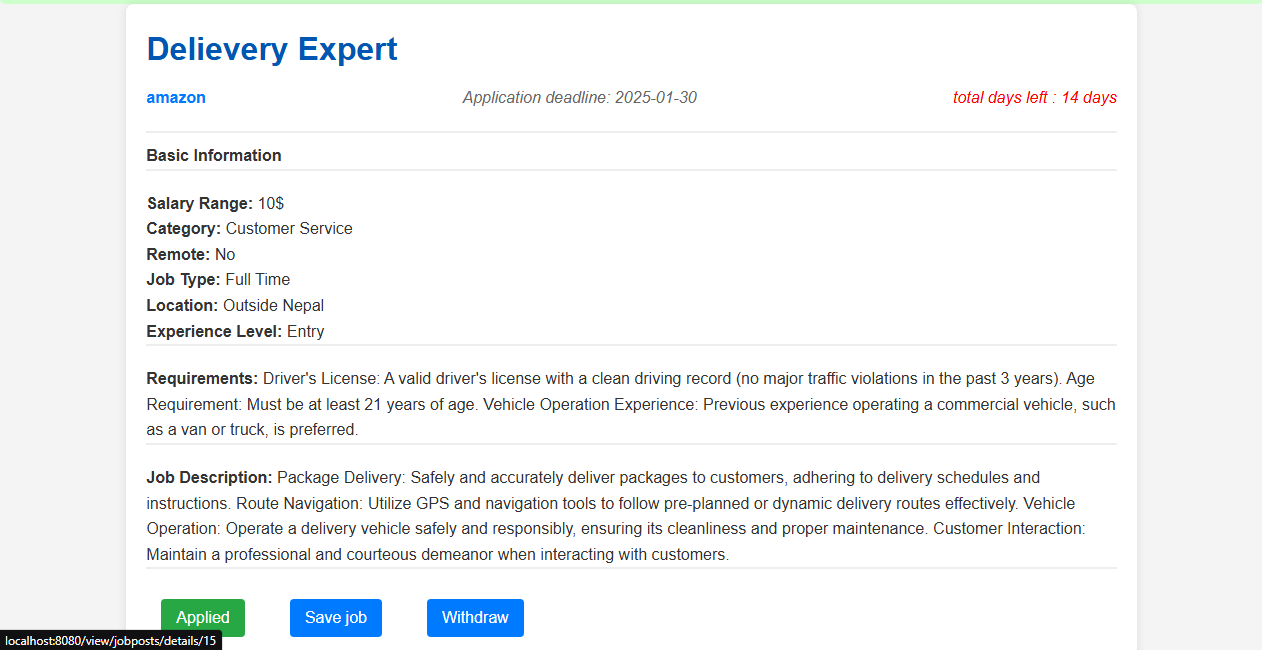 Delievery Expert
amazon Application deadline: 2025-01-30 total days left : 14 days
Basic Information
Salary Range: 10$
Category: Customer Service
Remote: No
Job Type: Full Time
Location: Outside Nepal
Experience Level: Entry
Requirements: Driver's License: A valid driver's license with a clean driving record (no major traffic violations in the past 3 years). Age
Requirement: Must be at least 21 years of age. Vehicle Operation Experience: Previous experience operating a commercial vehicle, such
as a van or truck, is preferred.
Job Description: Package Delivery: Safely and accurately deliver packages to customers, adhering to delivery schedules and
instructions. Route Navigation: Utilize GPS and navigation tools to follow pre-planned or dynamic delivery routes effectively. Vehicle
Operation: Operate a delivery vehicle safely and responsibly, ensuring its cleanliness and proper maintenance. Customer Interaction:
Maintain a professional and courteous demeanor when interacting with customers.
Applied Save job Withdraw
localhost:8080/view/jobposts/details/15